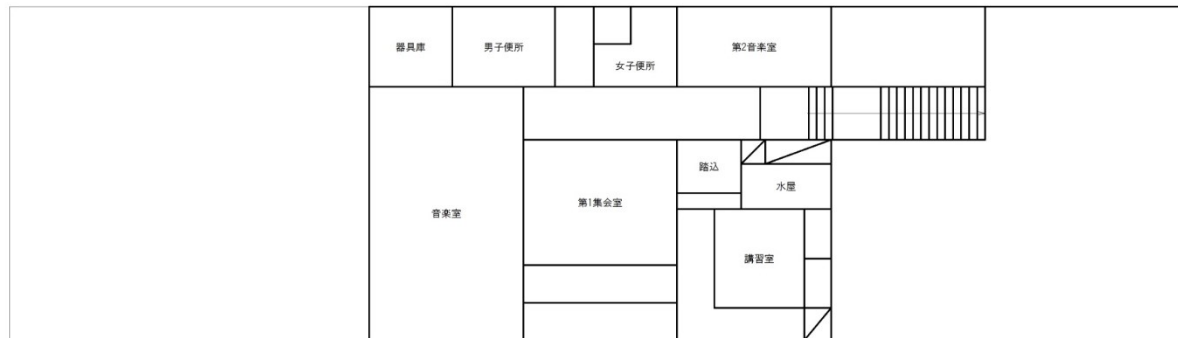 器具庫
男子便所
女子便所
第2音楽室
音楽室
第1集会室
踏込
水屋
講習室